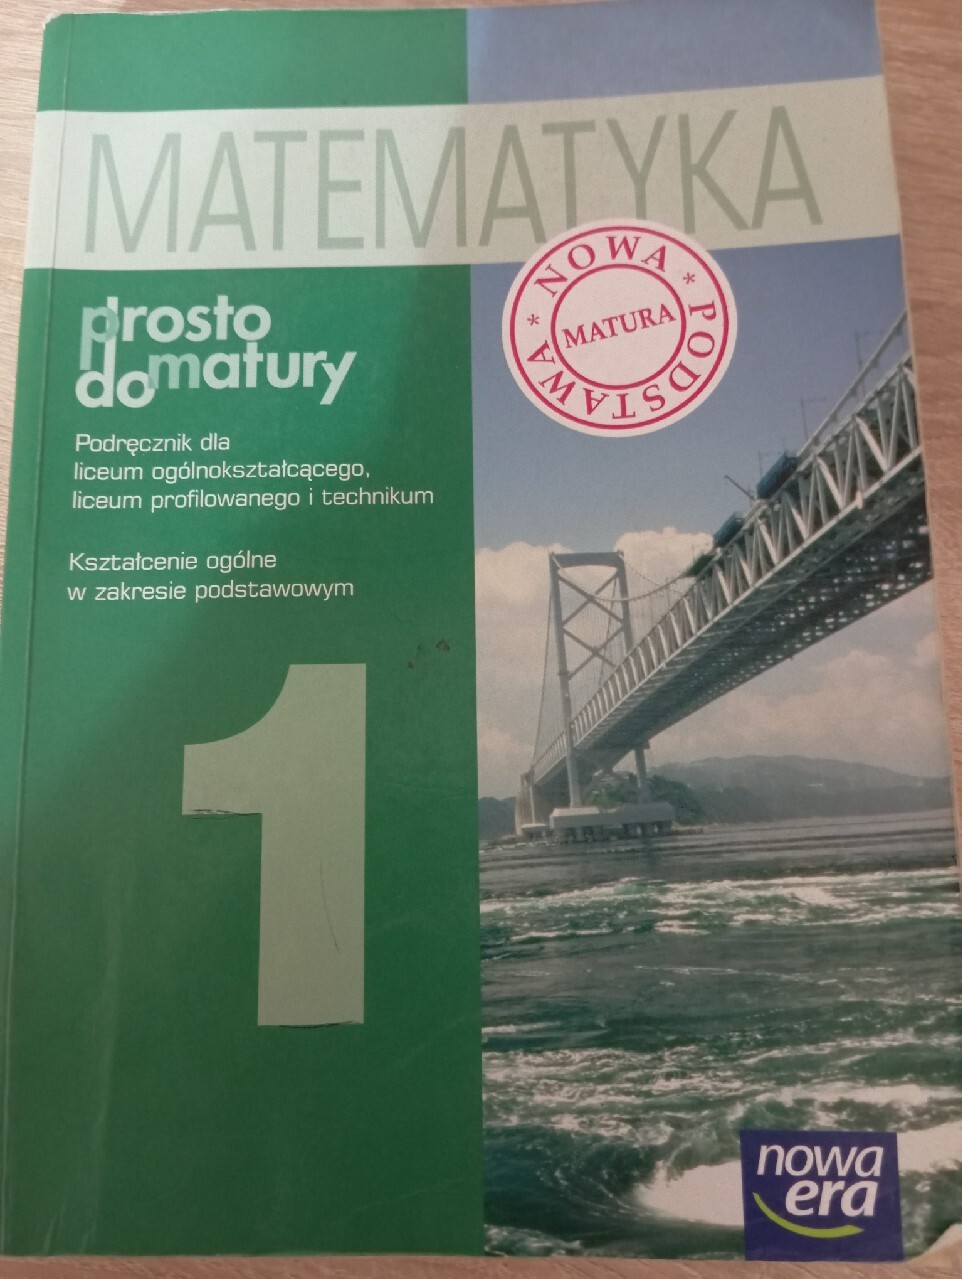 MATEMATYKA
NOWA * PODSTAWA *
MATURA
prosto
do matury
Podręcznik dla
liceum ogólnokształcącego,
liceum profilowanego i technikum
Kształcenie ogólne
w zakresie podstawowym
1
nowa
era